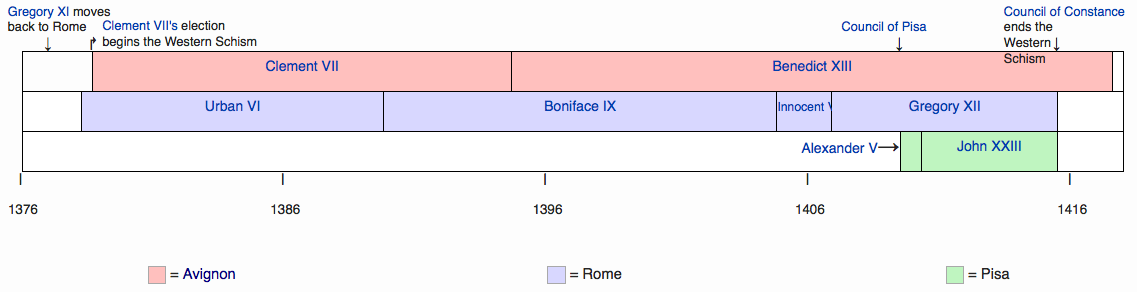 Gregory XI moves
back to Rome
Clement VII's election
begins the Western Schism
Council of Pisa
Council of Constance
ends the
Western
Schism
Clement VII
Benedict XIII
Urban VI
Boniface IX
Innocent
Gregory XII
Alexander V
John XXIII
1376
1386
1396
1406
1416
= Avignon
= Rome
= Pisa